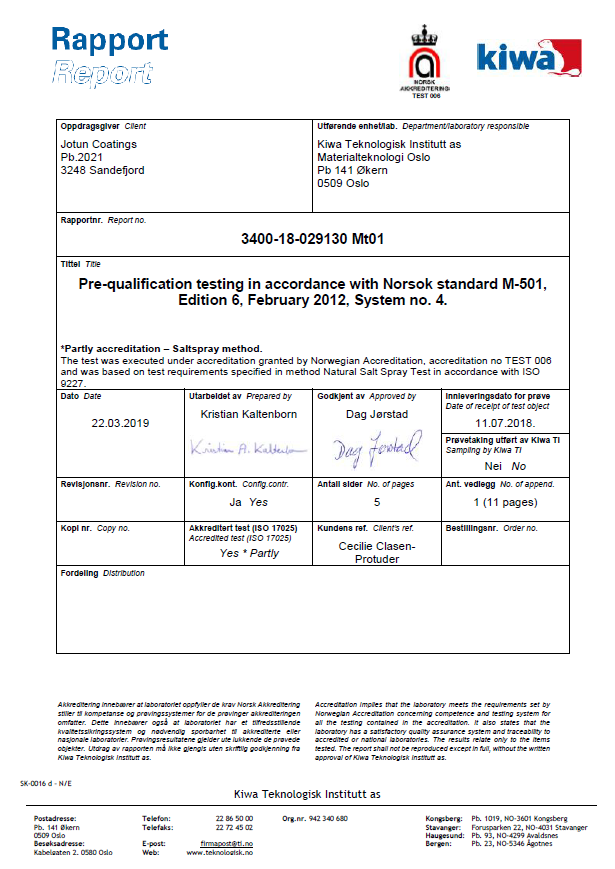 Rapport
Report
NORSK
AKKREDITERING
TEST 006
kiwa
Oppdragsgiver Client
Jotun Coatings
Pb.2021
3248 Sandefjord
Utførende enhet/lab. Department/laboratory responsible
Kiwa Teknologisk Institutt as
Materialteknologi Oslo
Pb 141 Økern
0509 Oslo
Rapportnr. Report no.
3400-18-029130 Mt01
Tittel Title
Pre-qualification testing in accordance with Norsok standard M-501,
Edition 6, February 2012, System no. 4.
*Partly accreditation – Saltspray method.
The test was executed under accreditation granted by Norwegian Accreditation, accreditation no TEST 006
and was based on test requirements specified in method Natural Salt Spray Test in accordance with ISO
9227.
Dato Date
22.03.2019
Utarbeidet av Prepared by
Kristian Kaltenborn
Kristian A. Kaltenborn
Godkjent av Approved by
Dag Jørstad
Dag Jørstad
Innleveringsdato for prøve
Date of receipt of test object
11.07.2018.
Prøvetaking utført av Kiwa TI
Sampling by Kiwa TI
Nei No
Revisjonsnr. Revision no.
Konfig.kont. Config.contr.
Ja Yes
Antall sider No. of pages
5
Ant. vedlegg No. of append.
1 (11 pages)
Kopi nr. Copy no.
Akkreditert test (ISO 17025)
Accredited test (ISO 17025)
Yes * Partly
Kundens ref. Client's ref.
Cecilie Clasen-
Protuder
Bestillingsnr. Order no.
Fordeling Distribution
Akkreditering innebærer at laboratoriet oppfyller de krav Norsk Akkreditering
stiller til kompetanse og prøvingssystemer for de prøvinger akkrediteringen
omfatter. Dette innebærer også at laboratoriet har et tilfredsstillende
kvalitetssikringssystem og nødvendig sporbarhet til akkrediterte eller
nasjonale laboratorier. Prøvingsresultatene gjelder ute lukkende de prøvede
objekter. Utdrag av rapporten må ikke gjengis uten skriftlig godkjenning fra
Kiwa Teknologisk Institutt as.
Accreditation implies that the laboratory meets the requirements set by
Norwegian Accreditation concerning competence and testing system for
all the testing contained in the accreditation. It also states that the
laboratory has a satisfactory quality assurance system and traceability to
accredited or national laboratories. The results relate only to the items
tested. The report shall not be reproduced except in full, without the written
approval of Kiwa Teknologisk Institutt as.
SK-0016 d - N/E
Kiwa Teknologisk Institutt as
Postadresse:
Pb. 141 Økern
0509 Oslo
Besøksadresse:
Kabelgaten 2. 0580 Oslo
Telefon: 22 86 50 00
Telefaks: 22 72 45 02
E-post: firmapost@ti.no
Web: www.teknologisk.no
Org.nr. 942 340 680
Kongsberg: Pb. 1019, NO-3601 Kongsberg
Stavanger: Forusparken 22, NO-4031 Stavanger
Haugesund: Pb. 93, NO-4299 Avaldsnes
Bergen: Pb. 23, NO-5346 Ågotnes